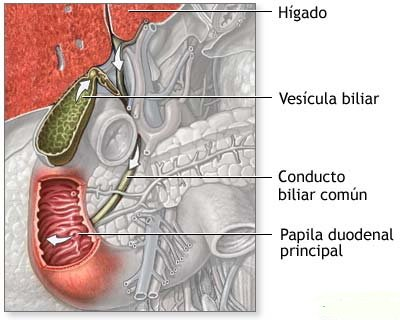 Hígado
Vesícula biliar
Conducto
biliar común
Papila duodenal
principal